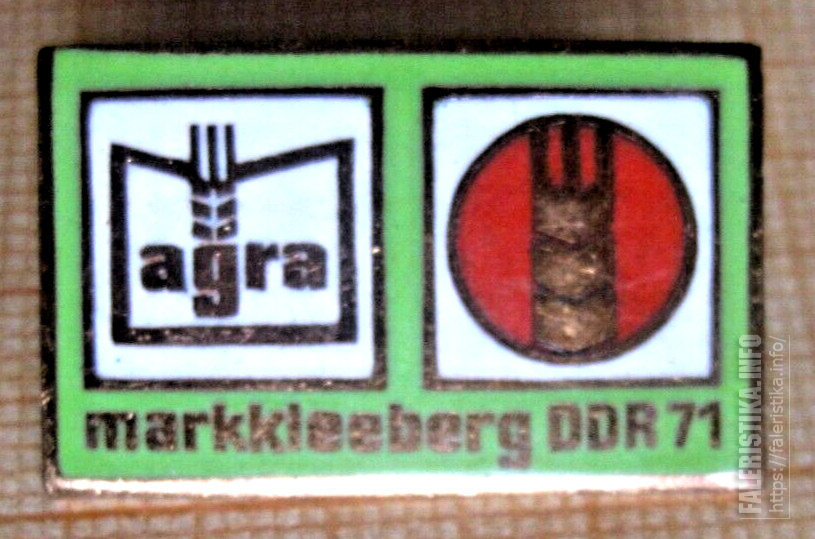 agra
markkleeberg DDR 71
FALERISTIKA.INFO
https://faleristika.info/